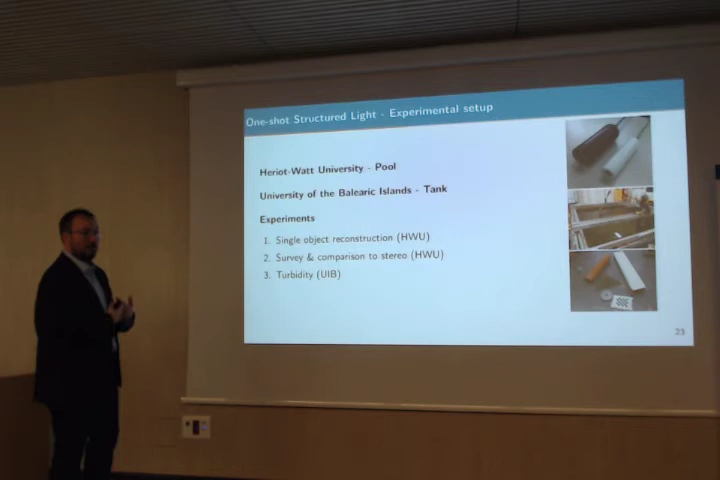 One-shot Structured Light - Experimental setup
Heriot-Watt University - Pool
University of the Balearic Islands - Tank
Experiments
1. Single object reconstruction (HWU)
2. Survey & comparison to stereo (HWU)
3. Turbidity (UIB)
23